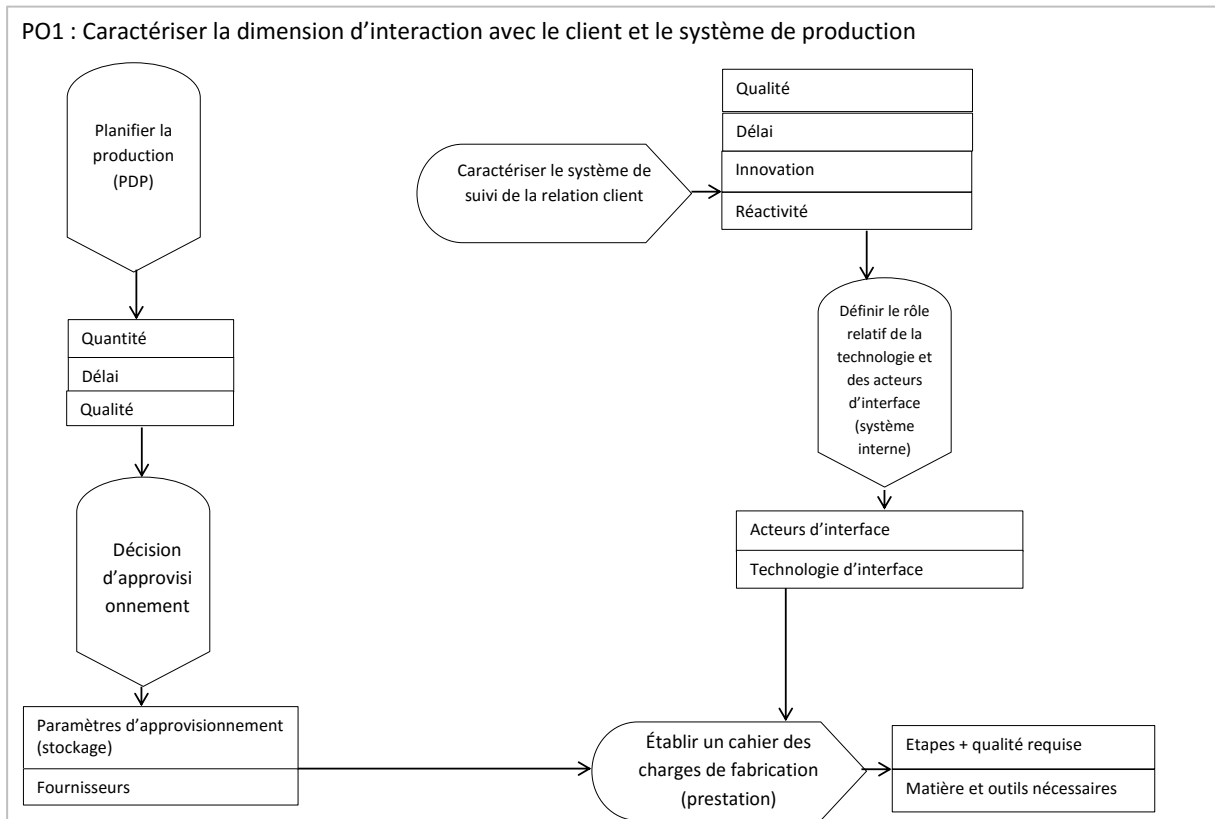 PO1 : Caractériser la dimension d’interaction avec le client et le système de production
Planifier la
production
(PDP)
Quantité
Délai
Qualité
Décision
d’approvisi
onnement
Paramètres d’approvisionnement
(stockage)
Fournisseurs
Caractériser le système de
suivi de la relation client
Qualité
Délai
Innovation
Réactivité
Définir le rôle
relatif de la
technologie et
des acteurs
d’interface
(système
interne)
Acteurs d’interface
Technologie d’interface
Établir un cahier des
charges de fabrication
(prestation)
Etapes + qualité requise
Matière et outils nécessaires